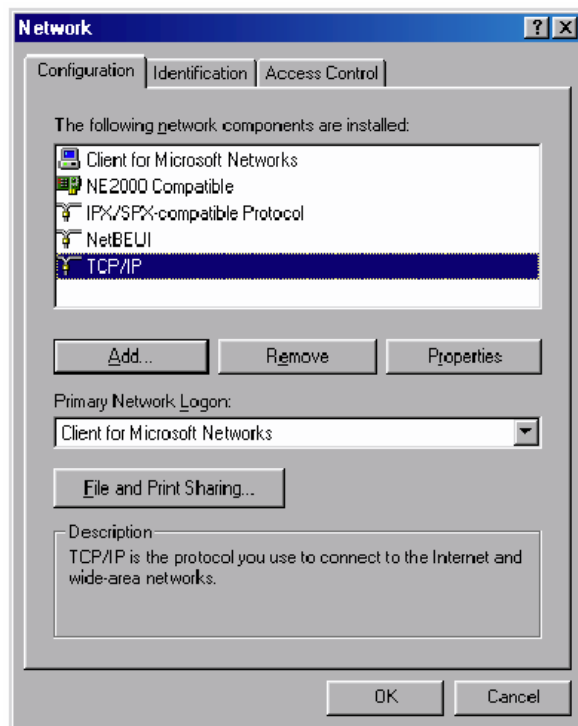 Network
Configuration Identification Access Control
The following network components are installed:
Client for Microsoft Networks
NE2000 Compatible
IPX/SPX-compatible Protocol
NetBEUI
TCP/IP
Add... Remove Properties
Primary Network Logon:
Client for Microsoft Networks
File and Print Sharing...
Description
TCP/IP is the protocol you use to connect to the Internet and
wide-area networks.
OK Cancel